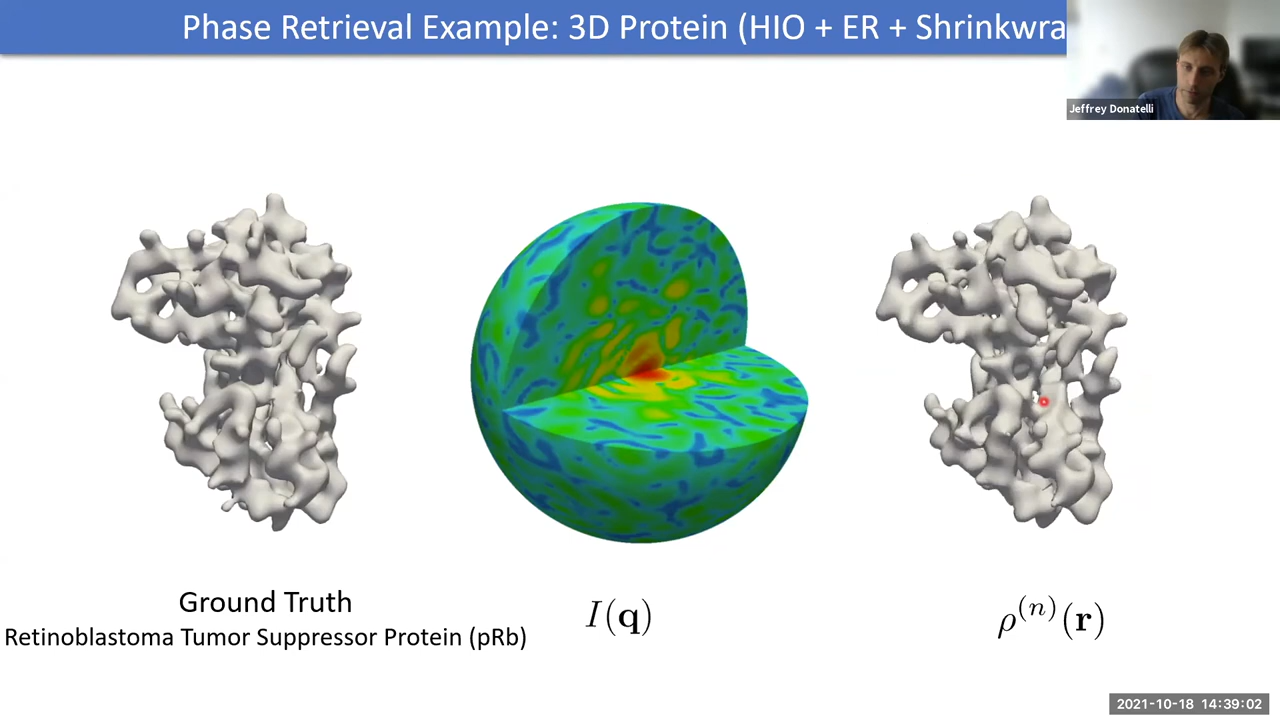 Phase Retrieval Example: 3D Protein (HIO + ER + Shrinkwra
Jeffrey Donatelli
Ground Truth
Retinoblastoma Tumor Suppressor Protein (pRb)
I(q)
ρ⁽ⁿ⁾(r)
2021-10-18 14:39:02